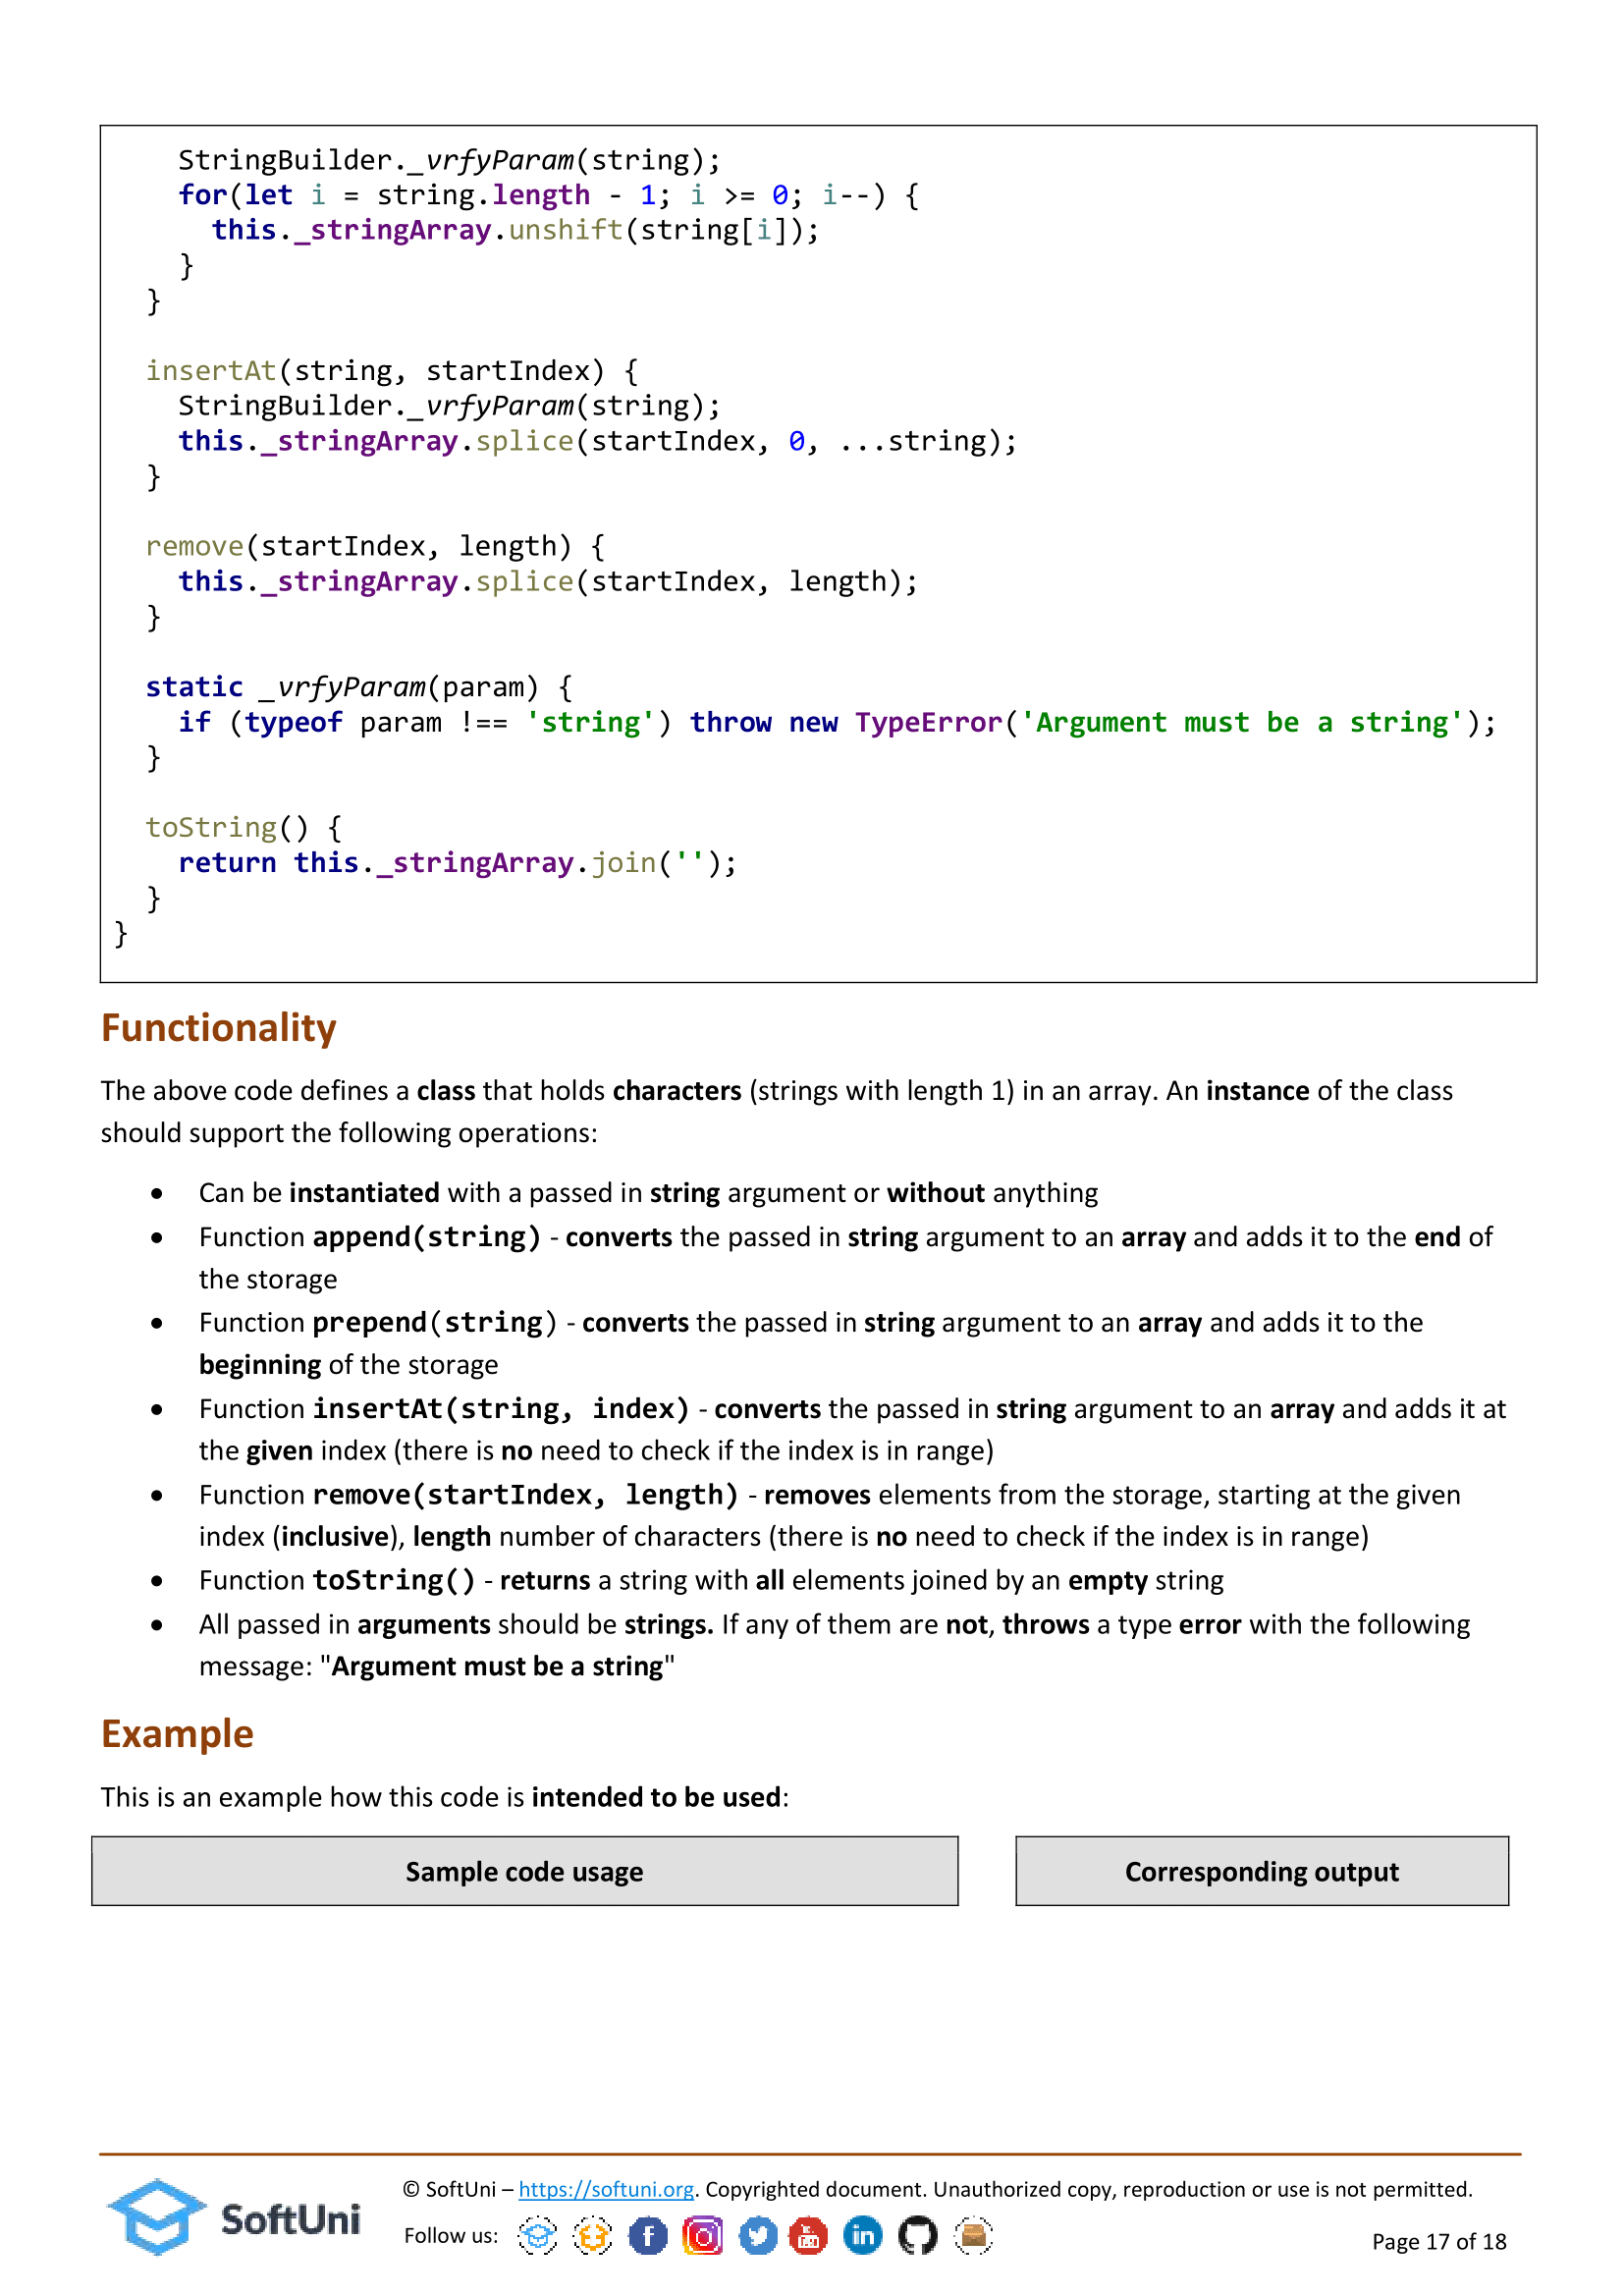 StringBuilder._vrfyParam(string);
    for(let i = string.length - 1; i >= 0; i--) {
      this._stringArray.unshift(string[i]);
    }
  }

  insertAt(string, startIndex) {
    StringBuilder._vrfyParam(string);
    this._stringArray.splice(startIndex, 0, ...string);
  }

  remove(startIndex, length) {
    this._stringArray.splice(startIndex, length);
  }

  static _vrfyParam(param) {
    if (typeof param !== 'string') throw new TypeError('Argument must be a string');
  }

  toString() {
    return this._stringArray.join('');
  }
}
Functionality
The above code defines a class that holds characters (strings with length 1) in an array. An instance of the class
should support the following operations:
• Can be instantiated with a passed in string argument or without anything
• Function append(string) - converts the passed in string argument to an array and adds it to the end of
the storage
• Function prepend(string) - converts the passed in string argument to an array and adds it to the
beginning of the storage
• Function insertAt(string, index) - converts the passed in string argument to an array and adds it at
the given index (there is no need to check if the index is in range)
• Function remove(startIndex, length) - removes elements from the storage, starting at the given
index (inclusive), length number of characters (there is no need to check if the index is in range)
• Function toString() - returns a string with all elements joined by an empty string
• All passed in arguments should be strings. If any of them are not, throws a type error with the following
message: "Argument must be a string"
Example
This is an example how this code is intended to be used:
Sample code usage
Corresponding output
SoftUni
© SoftUni – https://softuni.org. Copyrighted document. Unauthorized copy, reproduction or use is not permitted.
Follow us:
Page 17 of 18